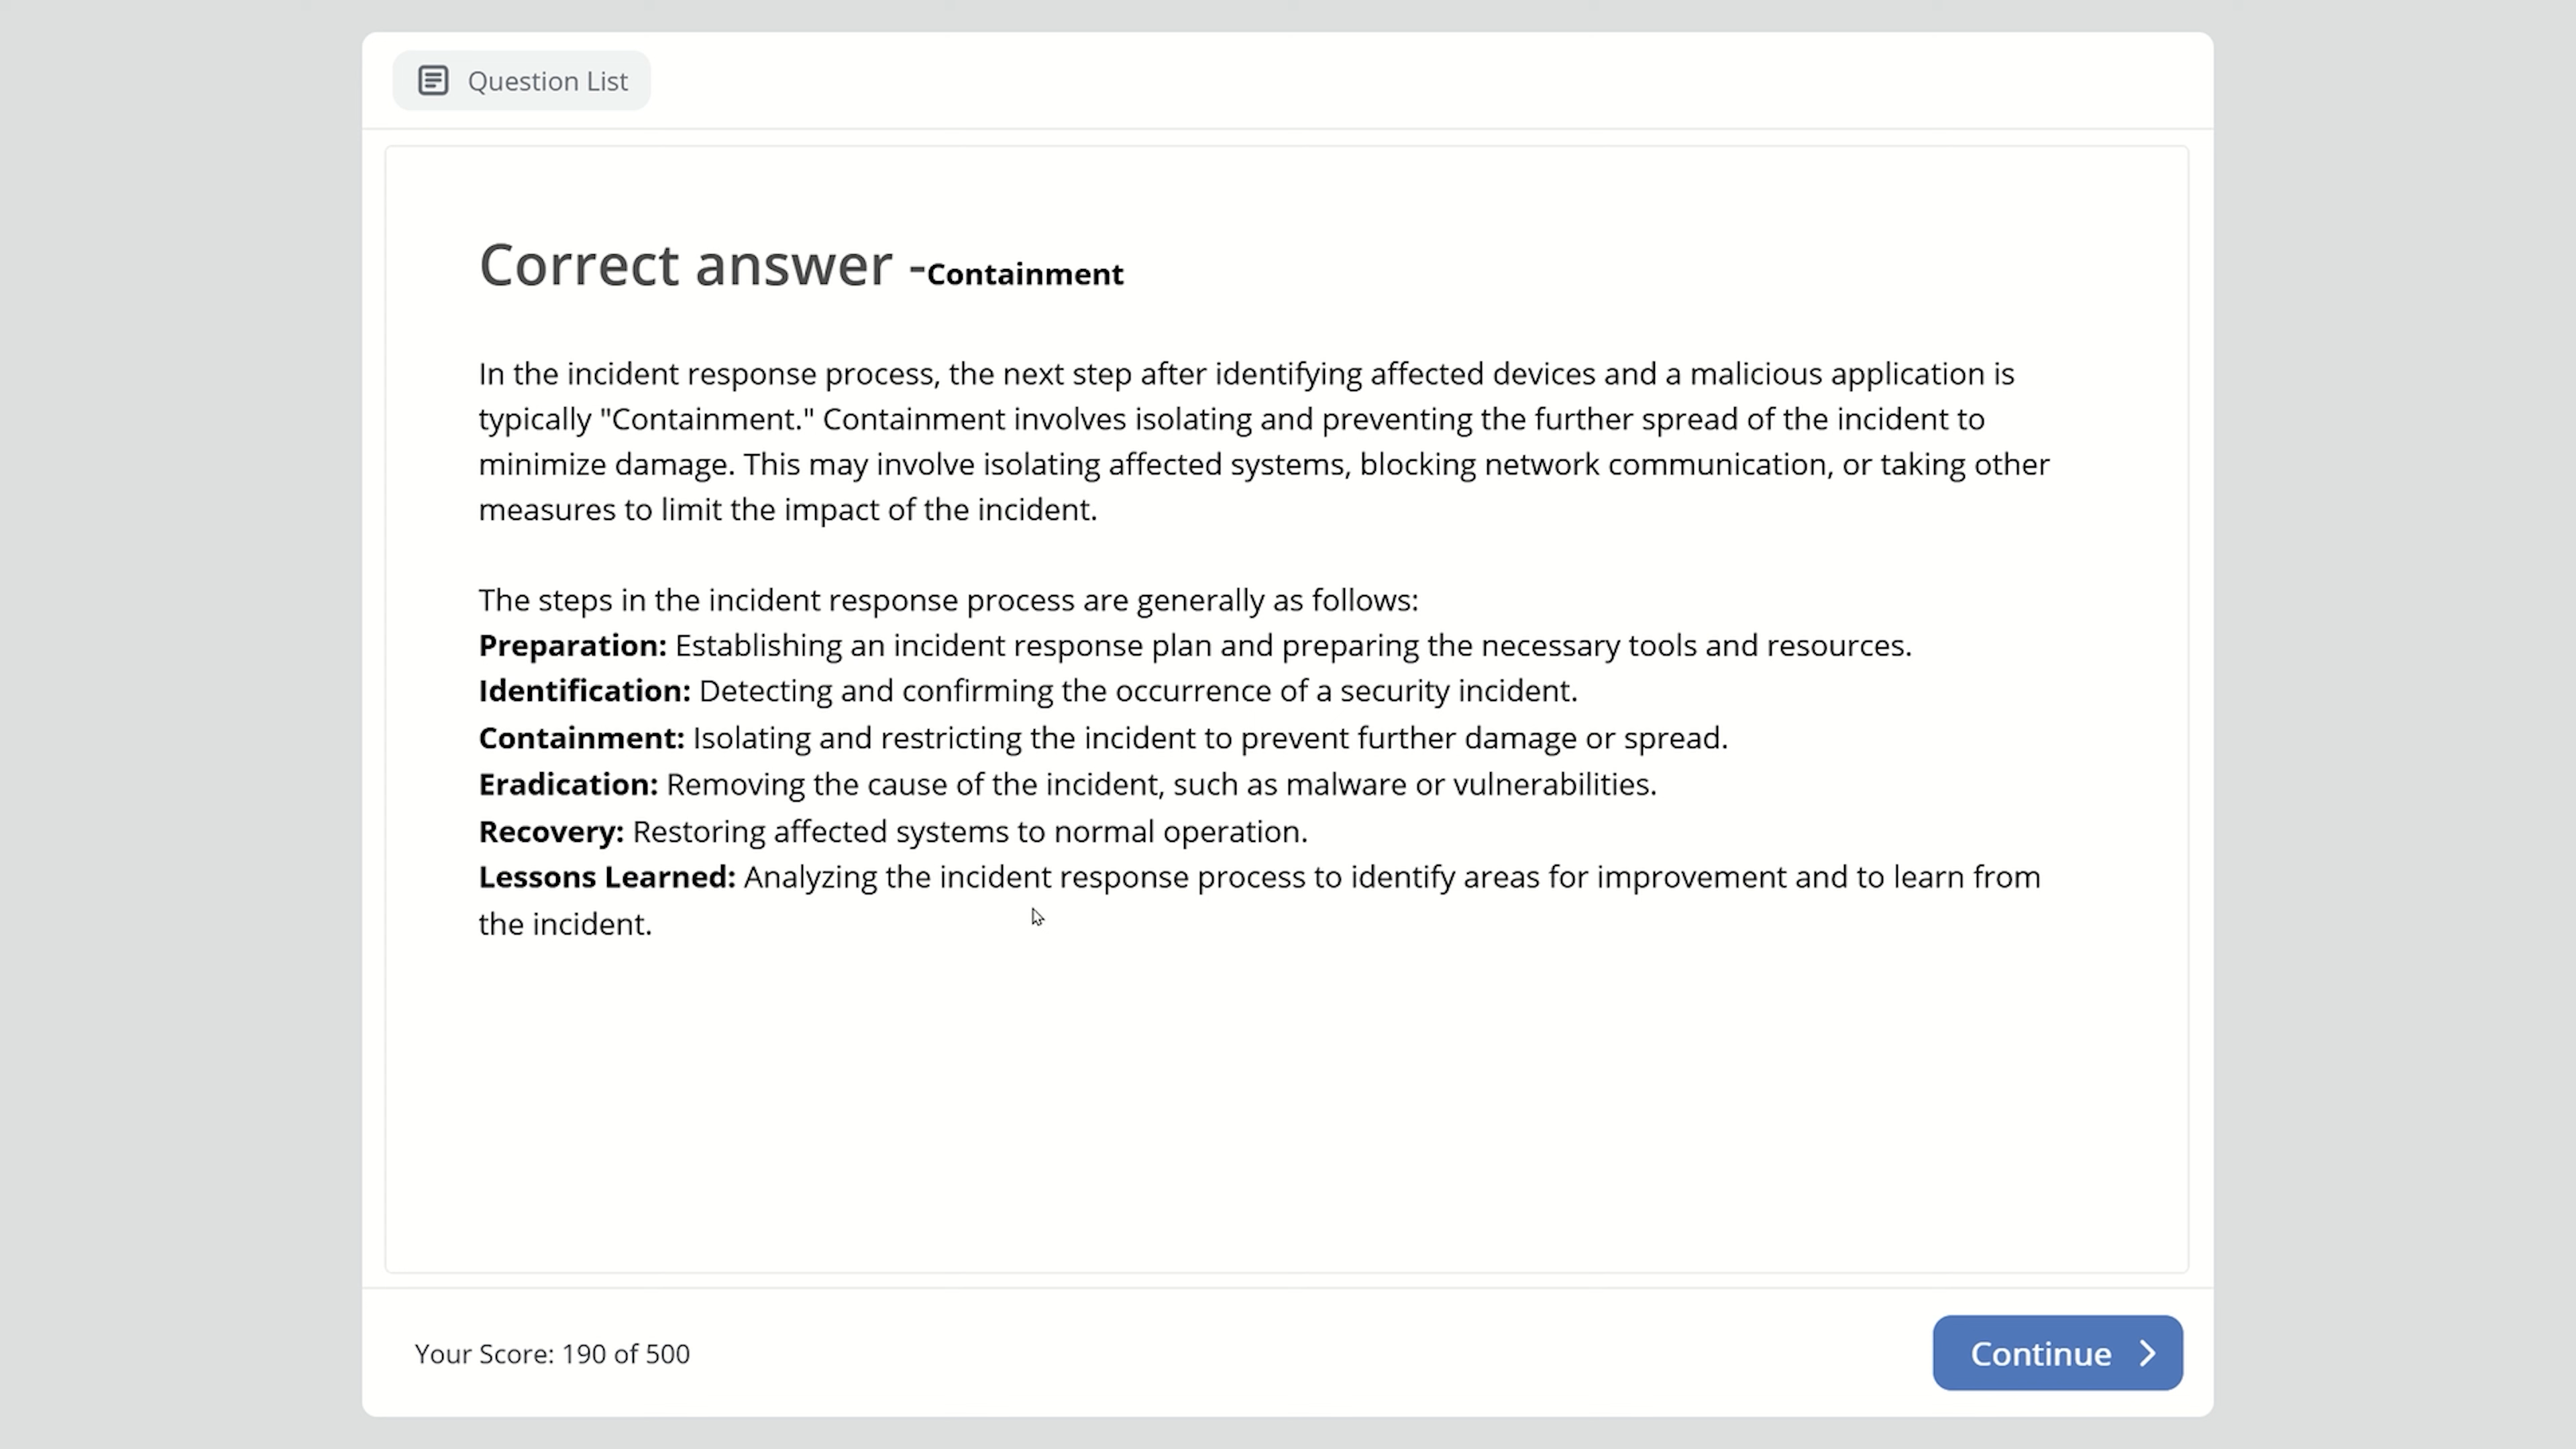 Question List
Correct answer -Containment
In the incident response process, the next step after identifying affected devices and a malicious application is
typically "Containment." Containment involves isolating and preventing the further spread of the incident to
minimize damage. This may involve isolating affected systems, blocking network communication, or taking other
measures to limit the impact of the incident.
The steps in the incident response process are generally as follows:
Preparation: Establishing an incident response plan and preparing the necessary tools and resources.
Identification: Detecting and confirming the occurrence of a security incident.
Containment: Isolating and restricting the incident to prevent further damage or spread.
Eradication: Removing the cause of the incident, such as malware or vulnerabilities.
Recovery: Restoring affected systems to normal operation.
Lessons Learned: Analyzing the incident response process to identify areas for improvement and to learn from
the incident.
Your Score: 190 of 500
Continue